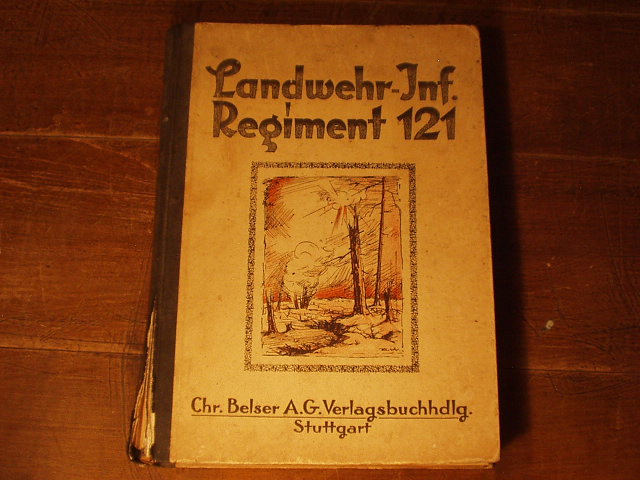 Landwehr-Inf.
Regiment 121
Chr. Belser A.G. Verlagsbuchhdlg.
Stuttgart